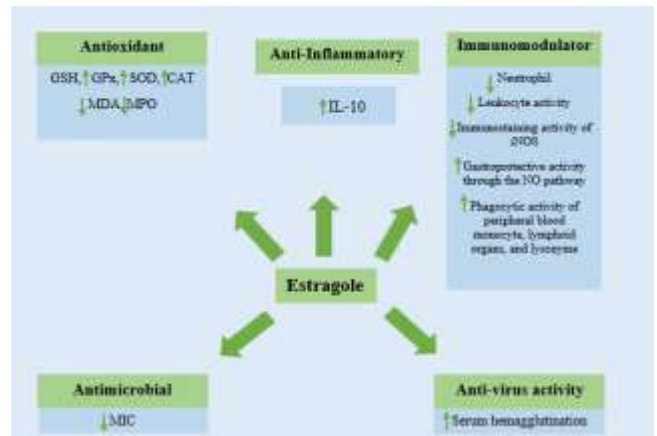 Antioxidant
GSH,↑GPx,↑SOD,↑CAT
↓MDA↓MPO
Anti-Inflammatory
↑IL-10
Immunomodulator
↓Neutrophil
↓Leukocyte activity
↓Immunostaining activity of
iNOS
↑Gastroprotective activity
through the NO pathway
↑Phagocytic activity of
peripheral blood
monocyte, lymphoid
organs, and lysozyme
Estragole
Antimicrobial
↓MIC
Anti-virus activity
↑Serum hemagglutination